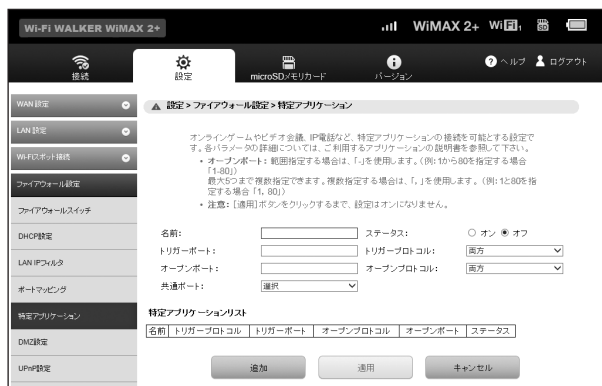 Wi-Fi WALKER WiMAX 2+
WiMAX 2+ Wi Fi 1
接続
設定
microSDメモリカード
バージョン
ヘルプ
ログアウト
WAN 設定
LAN 設定
Wi-Fiスポット接続
ファイアウォール設定
ファイアウォールスイッチ
DHCP設定
LAN IPフィルタ
ポートマッピング
特定アプリケーション
DMZ設定
UPnP設定
設定 > ファイアウォール設定 > 特定アプリケーション
オンラインゲームやビデオ会議、IP電話など、特定アプリケーションの接続を可能とする設定で
す。各パラメータの詳細については、ご利用するアプリケーションの説明書を参照して下さい。
• オープンポート: 範囲指定する場合は、「-」を使用します。(例:1から80を指定する場合
「1-80」)
最大5つまで複数指定できます。複数指定する場合は、「, 」を使用します。(例:1と80を指
定する場合「1, 80」)
• 注意: [適用]ボタンをクリックするまで、設定はオンになりません。
名前:
ステータス: オン オフ
トリガーポート:
トリガープロトコル: 両方
オープンポート:
オープンプロトコル: 両方
共通ポート: 選択
特定アプリケーションリスト
名前 トリガープロトコル トリガーポート オープンプロトコル オープンポート ステータス
追加 適用 キャンセル